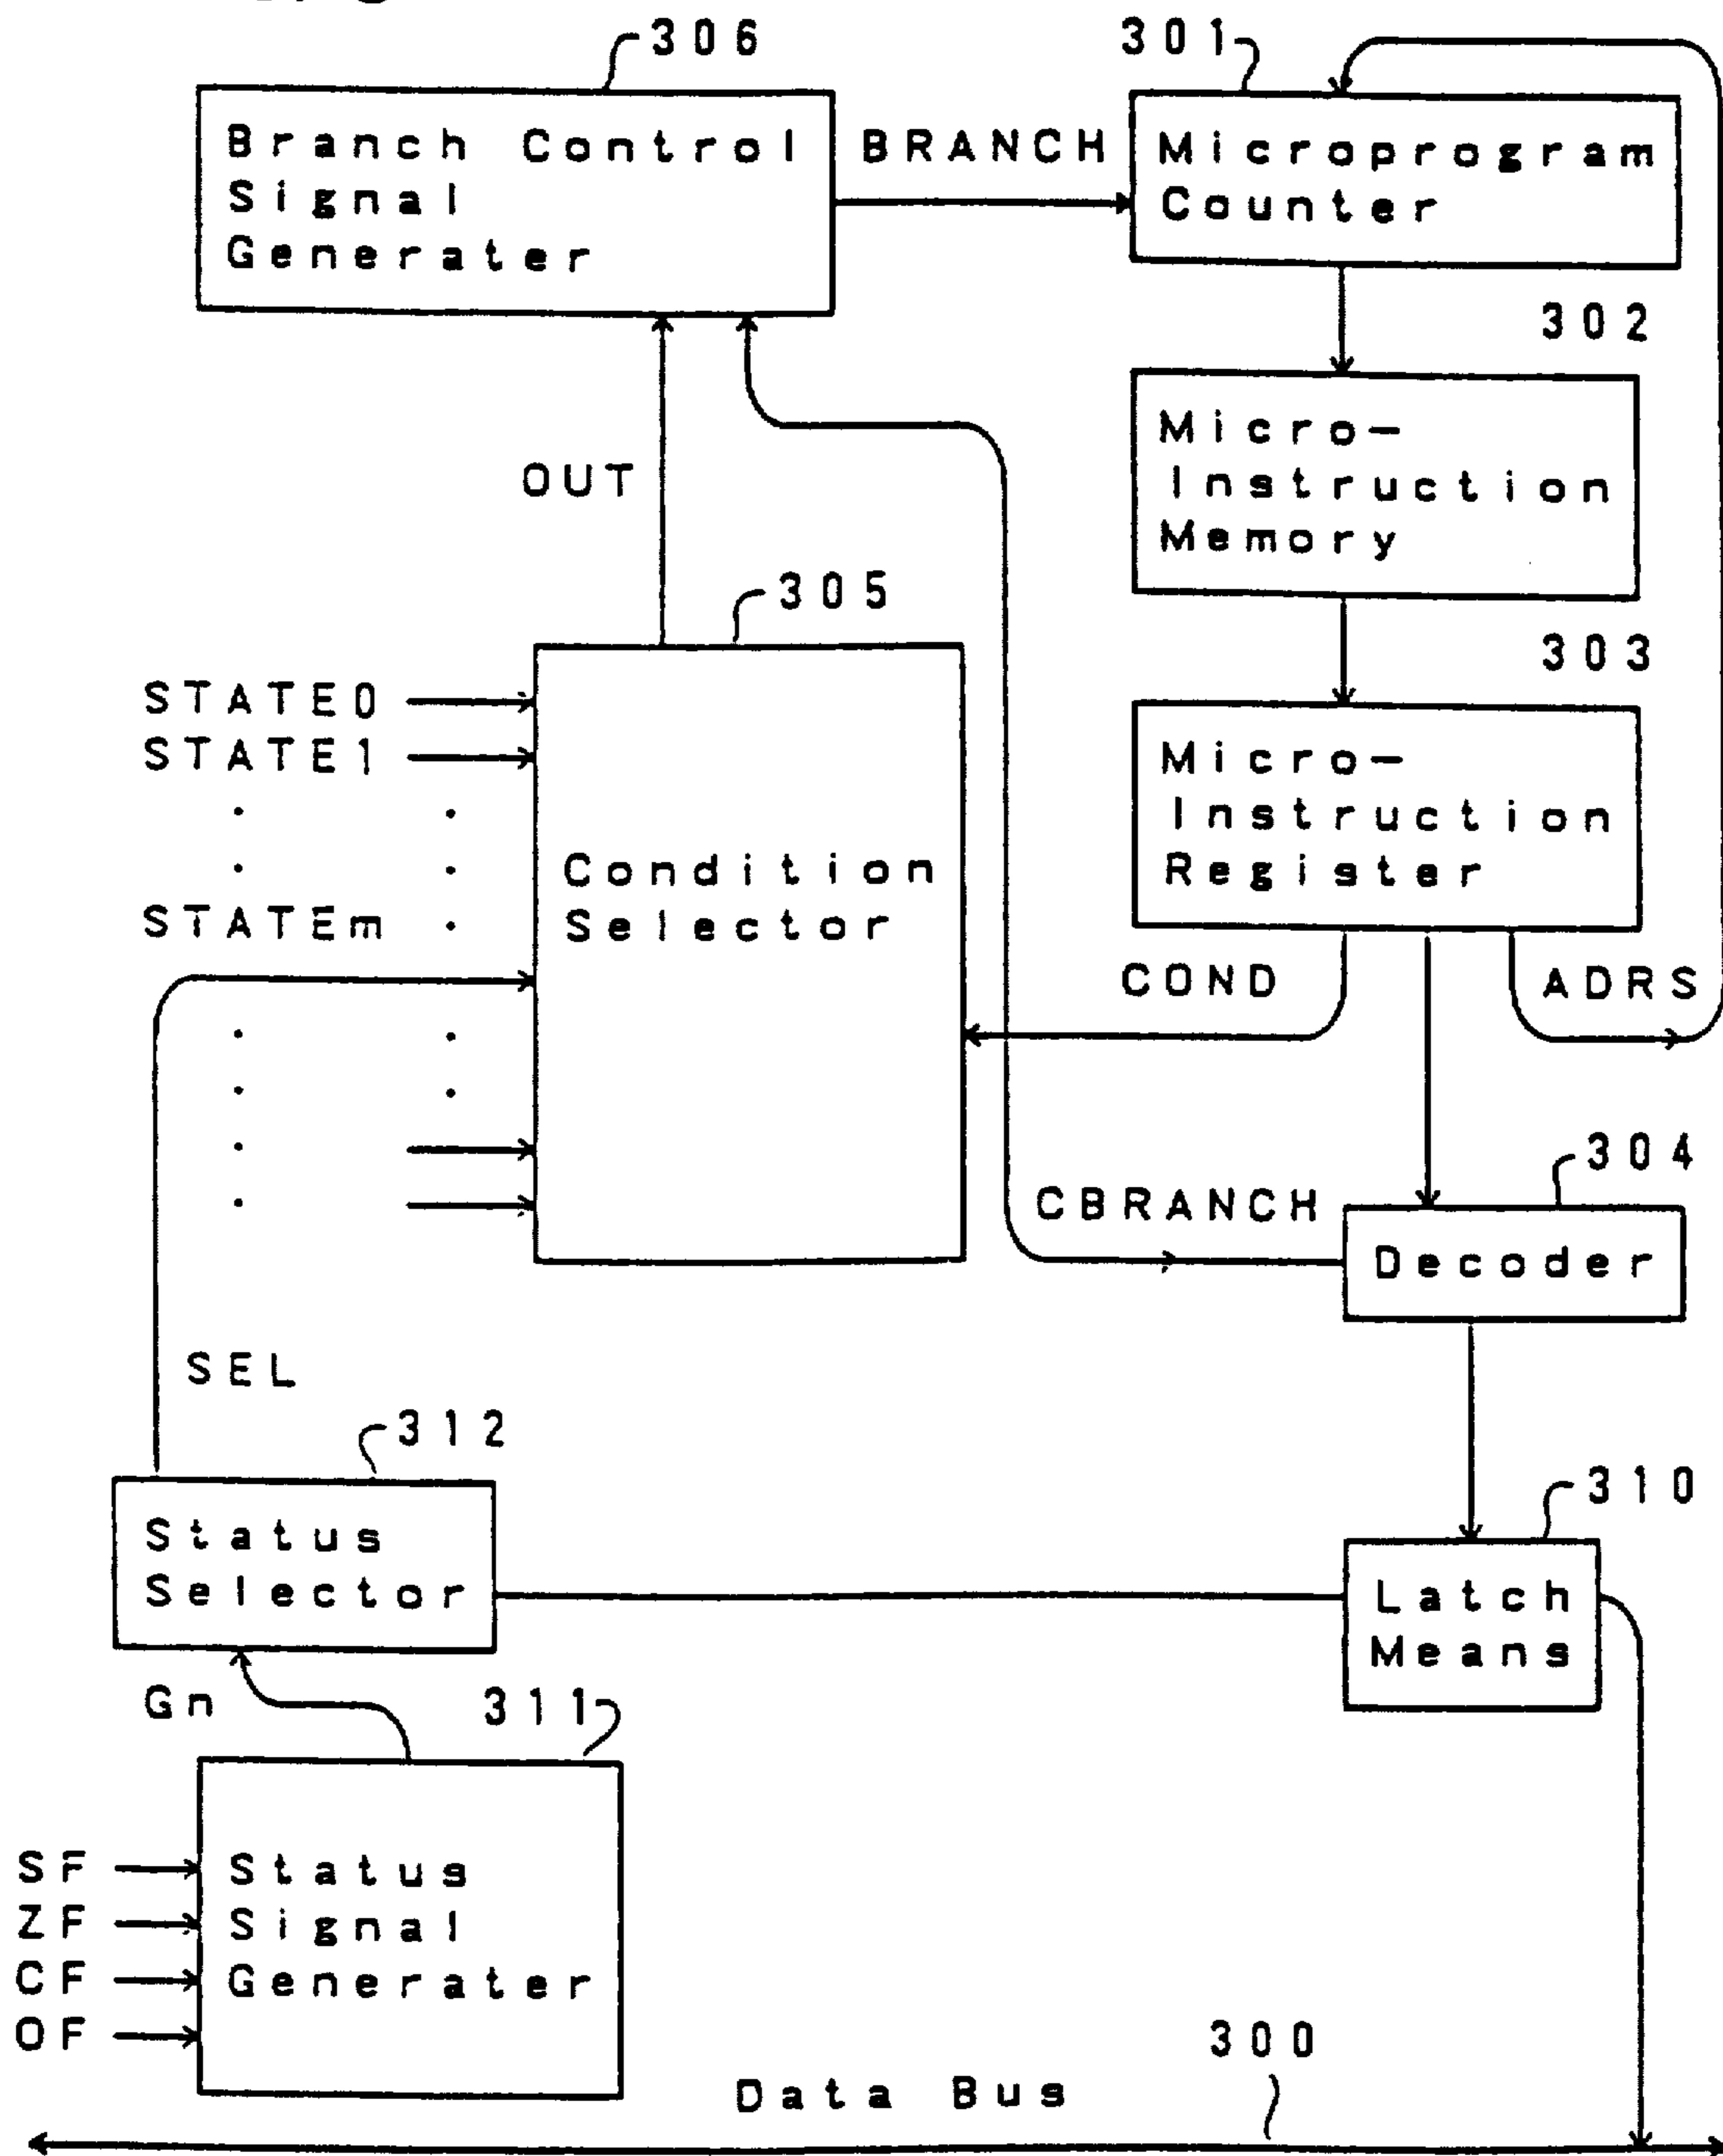 306
301
Branch Control
Signal
Generater
BRANCH
Microprogram
Counter
302
Micro-
Instruction
Memory
OUT
305
303
STATE0
STATE1
STATEm
Condition
Selector
Micro-
Instruction
Register
COND
ADRS
304
CBRANCH
Decoder
SEL
312
310
Status
Selector
Latch
Means
Gn
311
SF
ZF
CF
OF
Status
Signal
Generater
300
Data Bus